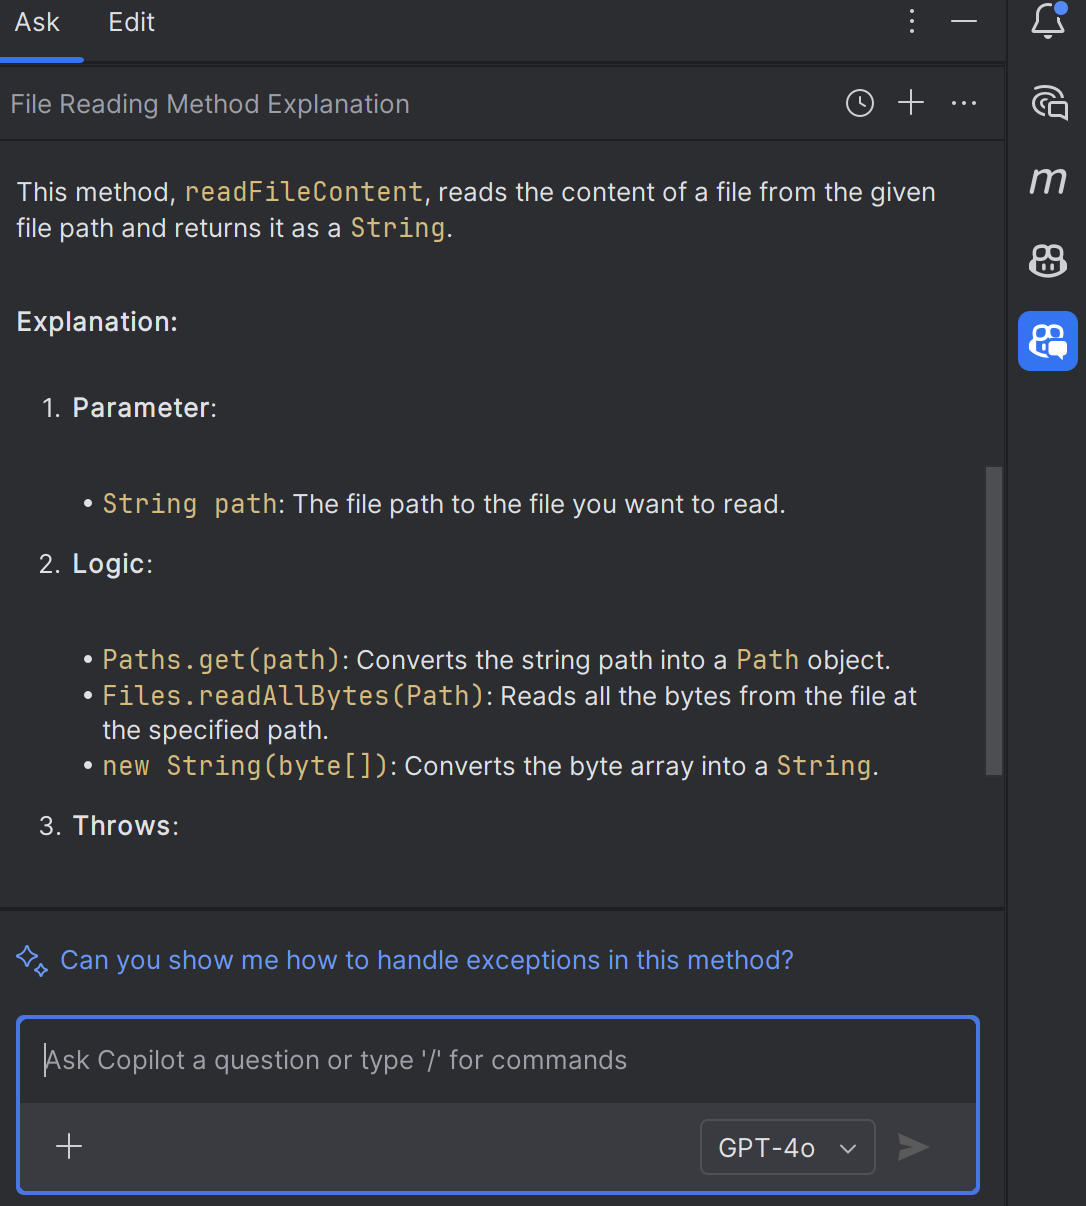 Ask Edit
File Reading Method Explanation
This method, readFileContent, reads the content of a file from the given
file path and returns it as a String.
Explanation:
1. Parameter:
• String path: The file path to the file you want to read.
2. Logic:
• Paths.get(path): Converts the string path into a Path object.
• Files.readAllBytes(Path): Reads all the bytes from the file at
the specified path.
• new String(byte[]): Converts the byte array into a String.
3. Throws:
Can you show me how to handle exceptions in this method?
Ask Copilot a question or type '/' for commands
GPT-4o
m